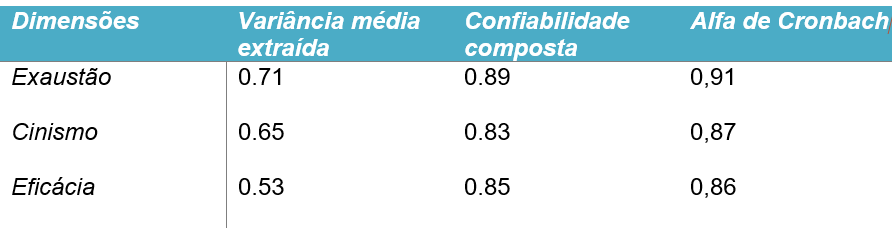 Dimensões Variância média extraída Confiabilidade composta Alfa de Cronbach
Exaustão 0.71 0.89 0,91
Cinismo 0.65 0.83 0,87
Eficácia 0.53 0.85 0,86